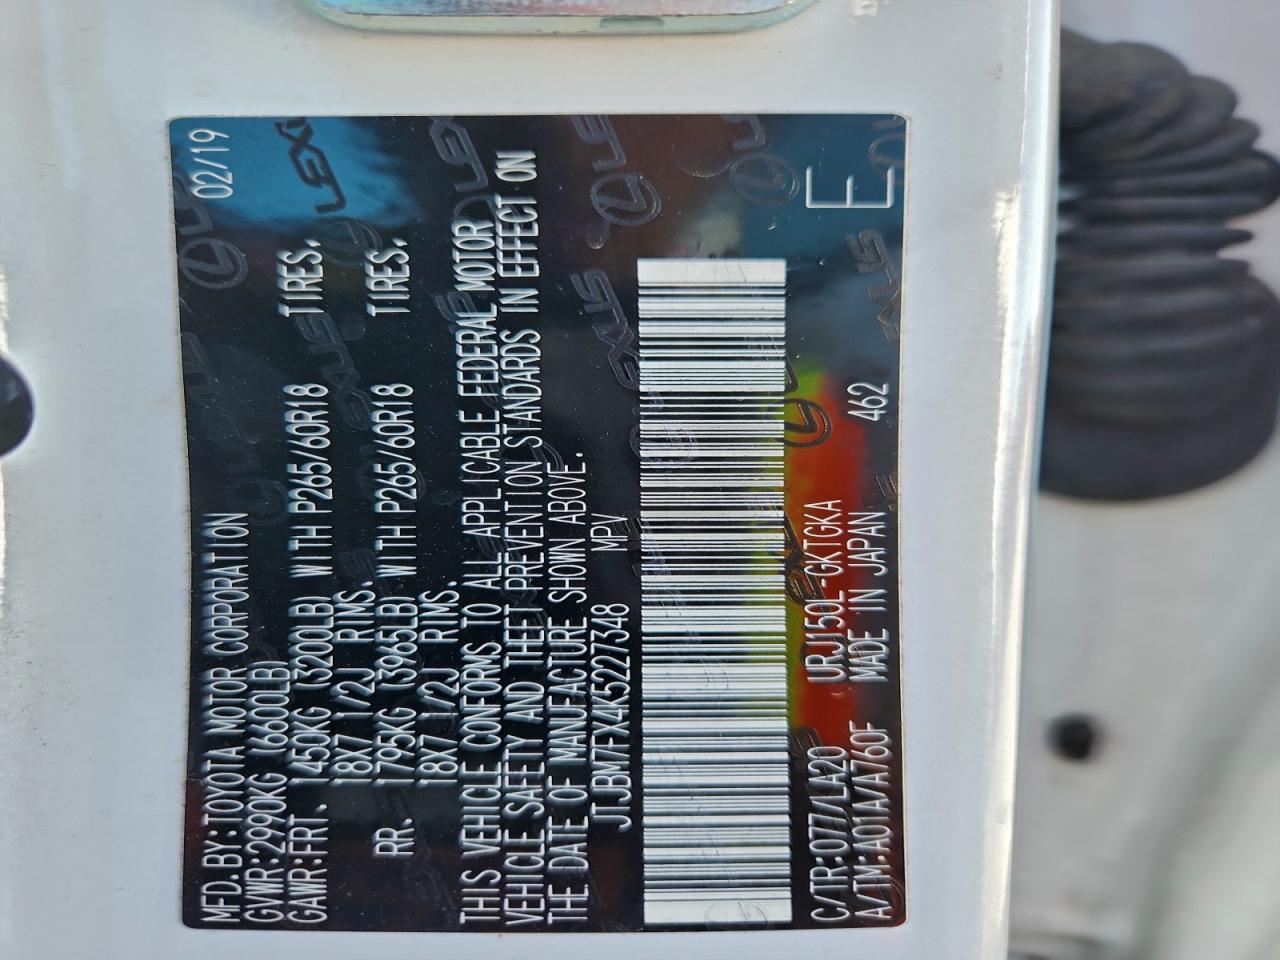 MFD.BY:TOYOTA MOTOR CORPORATION 02/19
GVWR:2990KG (6600LB)
GAWR:FRT. 1450KG (3200LB) WITH P265/60R18 TIRES,
18X7 1/2J RIMS.
RR. 1795KG (3965LB) WITH P265/60R18 TIRES,
18X7 1/2J RIMS.
THIS VEHICLE CONFORMS TO ALL APPLICABLE FEDERAL MOTOR
VEHICLE SAFETY AND THEFT PREVENTION STANDARDS IN EFFECT ON
THE DATE OF MANUFACTURE SHOWN ABOVE.
JTJBM7FX4K5227348 MPV
C/TR:077/LA20 URJ150L-GKTGKA E
A/TM:A01A/A760F MADE IN JAPAN 462